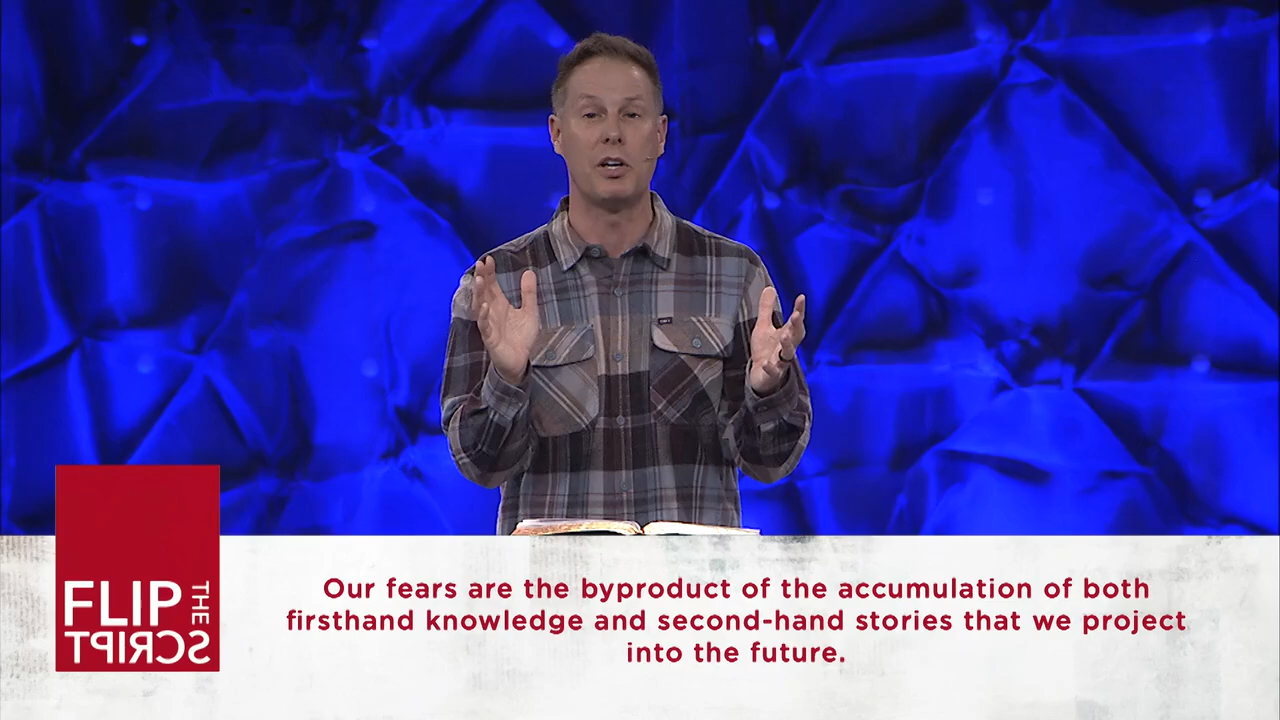 Our fears are the byproduct of the accumulation of both
firsthand knowledge and second-hand stories that we project
into the future.
FLIP
THE
SCRIPT